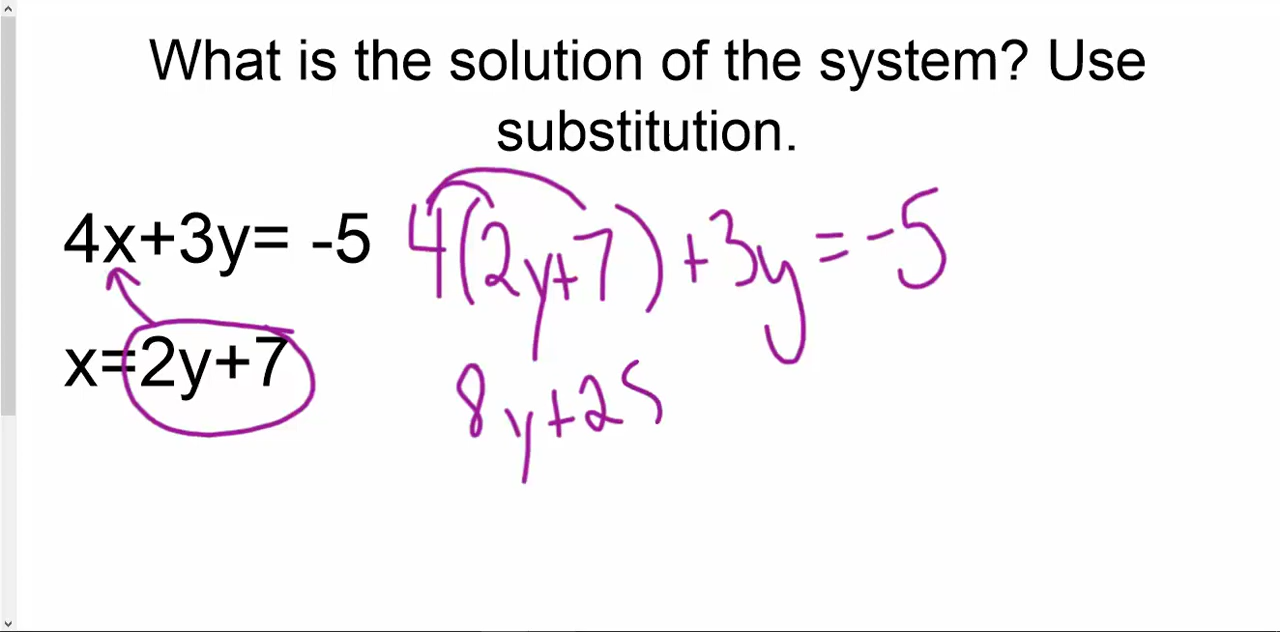 What is the solution of the system? Use
substitution.
4x+3y= -5 4(2y+7)+3y=-5
x=2y+7
8y+2